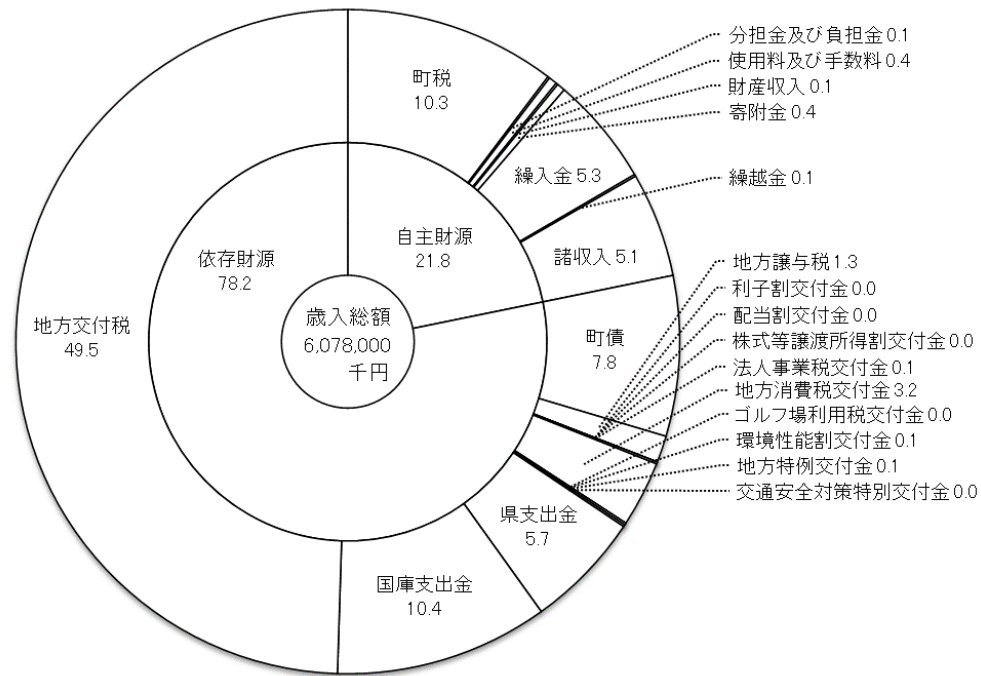 歳入総額
6,078,000
千円
自主財源
21.8
依存財源
78.2
町税
10.3
分担金及び負担金0.1
使用料及び手数料0.4
財産収入0.1
寄附金0.4
繰入金5.3
繰越金0.1
諸収入5.1
町債
7.8
地方譲与税1.3
利子割交付金0.0
配当割交付金0.0
株式等譲渡所得割交付金0.0
法人事業税交付金0.1
地方消費税交付金3.2
ゴルフ場利用税交付金0.0
環境性能割交付金0.1
地方特例交付金0.1
交通安全対策特別交付金0.0
県支出金
5.7
国庫支出金
10.4
地方交付税
49.5